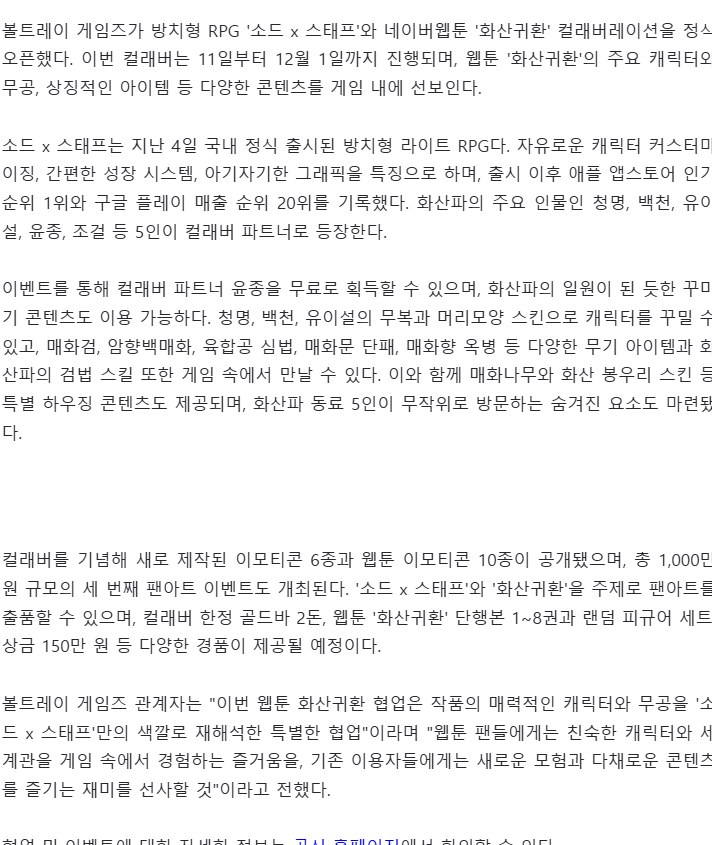 볼트레이 게임즈가 방치형 RPG '소드 x 스태프'와 네이버웹툰 '화산귀환' 컬래버레이션을 정식
오픈했다. 이번 컬래버는 11일부터 12월 1일까지 진행되며, 웹툰 '화산귀환'의 주요 캐릭터와
무공, 상징적인 아이템 등 다양한 콘텐츠를 게임 내에 선보인다.
소드 x 스태프는 지난 4일 국내 정식 출시된 방치형 라이트 RPG다. 자유로운 캐릭터 커스터마
이징, 간편한 성장 시스템, 아기자기한 그래픽을 특징으로 하며, 출시 이후 애플 앱스토어 인기
순위 1위와 구글 플레이 매출 순위 20위를 기록했다. 화산파의 주요 인물인 청명, 백천, 유이
설, 윤종, 조걸 등 5인이 컬래버 파트너로 등장한다.
이벤트를 통해 컬래버 파트너 윤종을 무료로 획득할 수 있으며, 화산파의 일원이 된 듯한 꾸미
기 콘텐츠도 이용 가능하다. 청명, 백천, 유이설의 무복과 머리모양 스킨으로 캐릭터를 꾸밀 수
있고, 매화검, 암향백매화, 육합공 심법, 매화문 단패, 매화향 옥병 등 다양한 무기 아이템과 화
산파의 검법 스킬 또한 게임 속에서 만날 수 있다. 이와 함께 매화나무와 화산 봉우리 스킨 등
특별 하우징 콘텐츠도 제공되며, 화산파 동료 5인이 무작위로 방문하는 숨겨진 요소도 마련됐
다.
컬래버를 기념해 새로 제작된 이모티콘 6종과 웹툰 이모티콘 10종이 공개됐으며, 총 1,000만
원 규모의 세 번째 팬아트 이벤트도 개최된다. '소드 x 스태프'와 '화산귀환'을 주제로 팬아트를
출품할 수 있으며, 컬래버 한정 골드바 2돈, 웹툰 '화산귀환' 단행본 1~8권과 랜덤 피규어 세트,
상금 150만 원 등 다양한 경품이 제공될 예정이다.
볼트레이 게임즈 관계자는 "이번 웹툰 화산귀환 협업은 작품의 매력적인 캐릭터와 무공을 '소
드 x 스태프'만의 색깔로 재해석한 특별한 협업"이라며 "웹툰 팬들에게는 친숙한 캐릭터와 세
계관을 게임 속에서 경험하는 즐거움을, 기존 이용자들에게는 새로운 모험과 다채로운 콘텐츠
를 즐기는 재미를 선사할 것"이라고 전했다.
협업 및 이벤트에 대한 자세한 정보는 공식 홈페이지에서 확인할 수 있다.